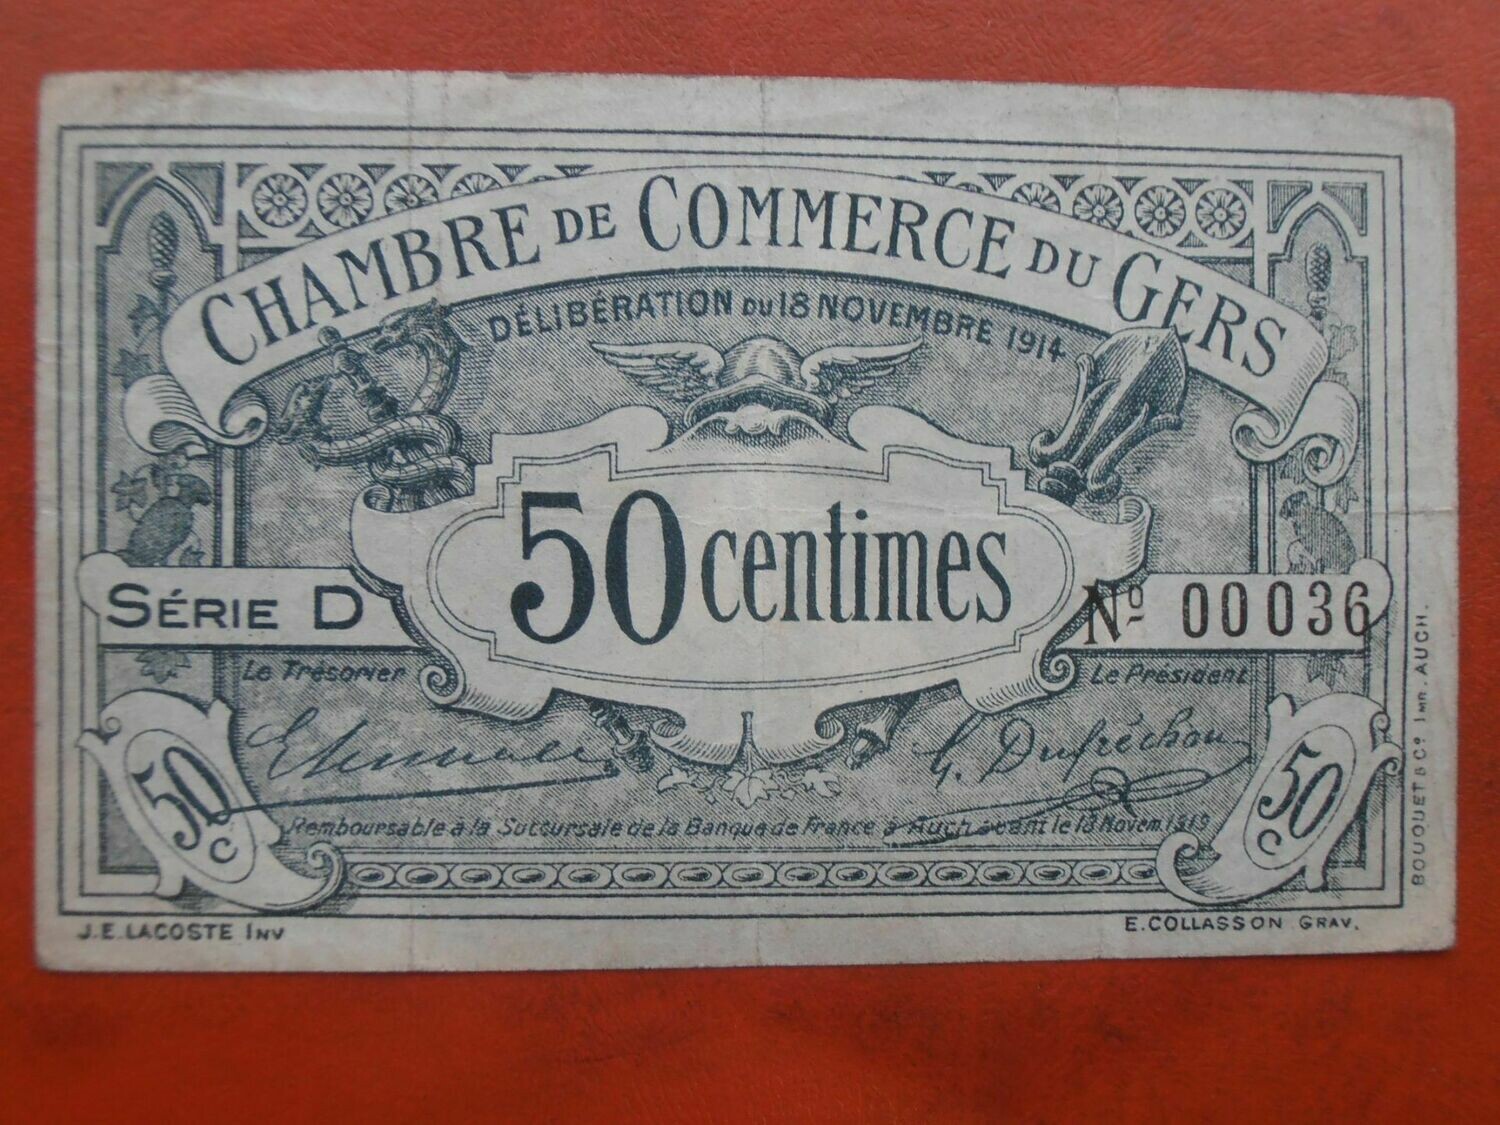 CHAMBRE DE COMMERCE DU GERS
DÉLIBÉRATION DU 18 NOVEMBRE 1914
50 centimes
SÉRIE D
Nº 00036
Le Trésorier
Le Président
G. Dufréchou
50 C
50 C
Remboursable à la Succursale de la Banque de France à Auch avant le 18 Novem. 1919
J.E. LACOSTE INV
E. COLLASSON GRAV.
BOUQUET & Cº IMP. AUCH.